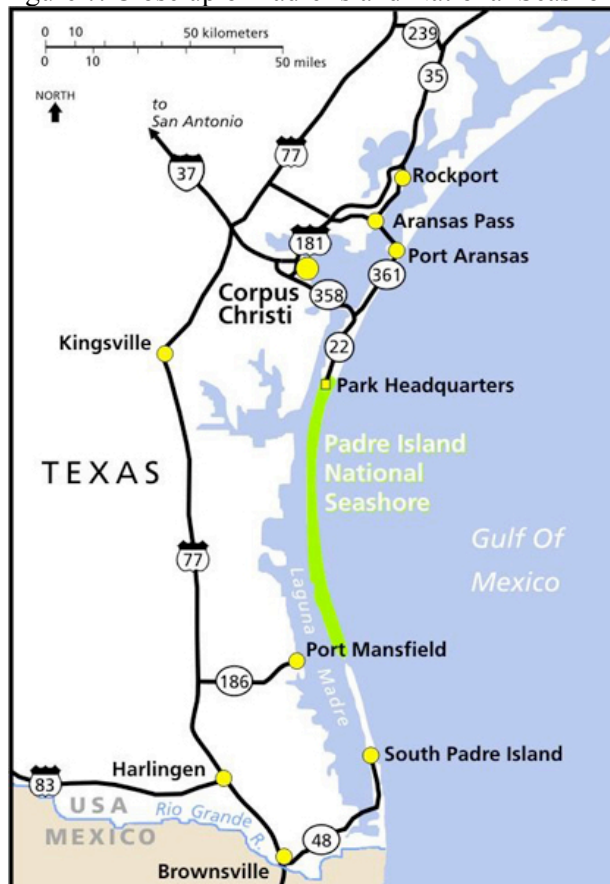 0 10 50 kilometers
0 10 50 miles
NORTH
to
San Antonio
239
35
77
37
Rockport
Aransas Pass
181
Port Aransas
361
Corpus
Christi
358
Kingsville
22
Park Headquarters
Padre Island
National
Seashore
TEXAS
Gulf Of
Mexico
77
Laguna
Madre
Port Mansfield
186
South Padre Island
Harlingen
83
USA
MEXICO
Rio Grande R.
48
Brownsville